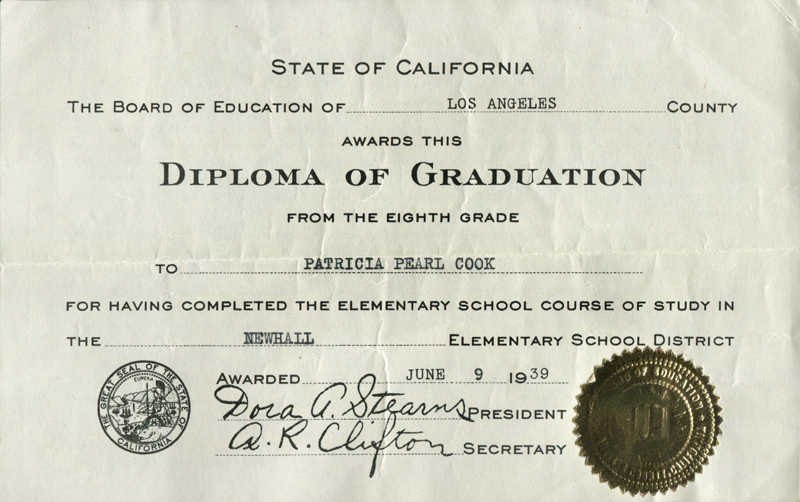 STATE OF CALIFORNIA
THE BOARD OF EDUCATION OF LOS ANGELES COUNTY
AWARDS THIS
DIPLOMA OF GRADUATION
FROM THE EIGHTH GRADE
TO PATRICIA PEARL COOK
FOR HAVING COMPLETED THE ELEMENTARY SCHOOL COURSE OF STUDY IN
THE NEWHALL ELEMENTARY SCHOOL DISTRICT
AWARDED JUNE 9 1939
Dora A. Stearns PRESIDENT
A. R. Clifton SECRETARY
THE GREAT SEAL OF THE STATE OF CALIFORNIA
EUREKA
OF EDUCATION